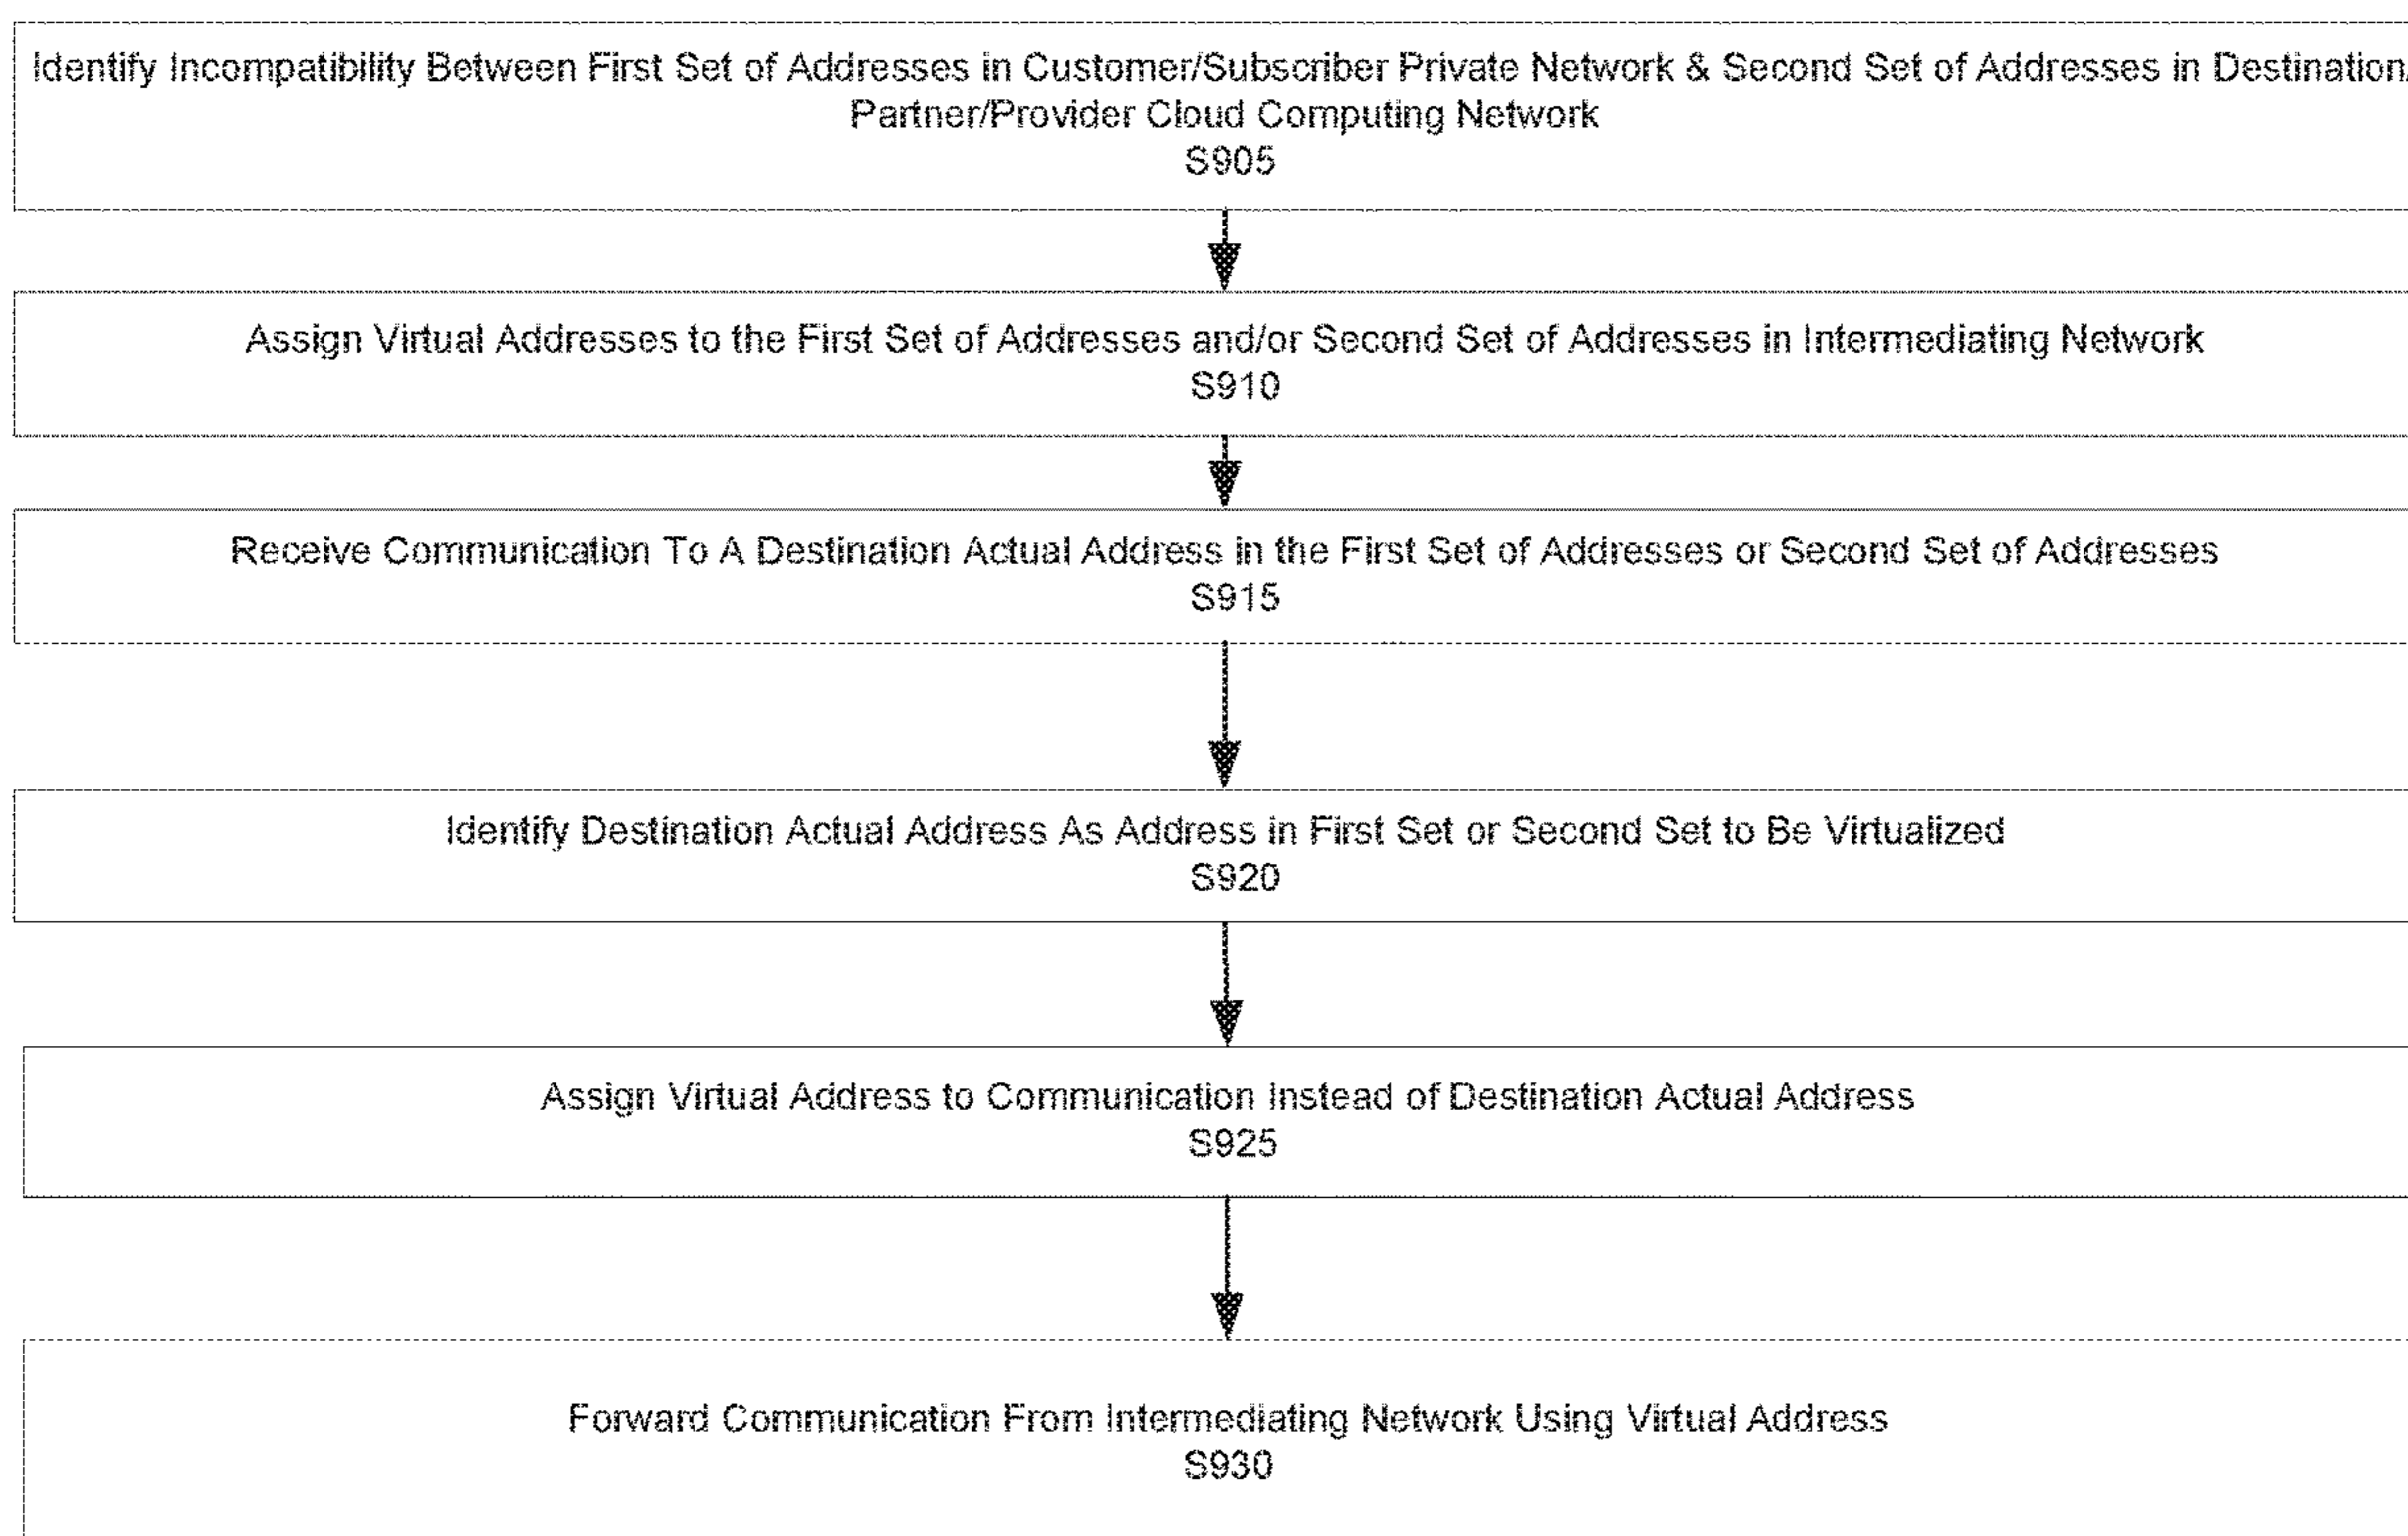 Identify Incompatibility Between First Set of Addresses in Customer/Subscriber Private Network & Second Set of Addresses in Destination/
Partner/Provider Cloud Computing Network
S905
Assign Virtual Addresses to the First Set of Addresses and/or Second Set of Addresses in Intermediating Network
S910
Receive Communication To A Destination Actual Address in the First Set of Addresses or Second Set of Addresses
S915
Identify Destination Actual Address As Address in First Set or Second Set to Be Virtualized
S920
Assign Virtual Address to Communication Instead of Destination Actual Address
S925
Forward Communication From Intermediating Network Using Virtual Address
S930